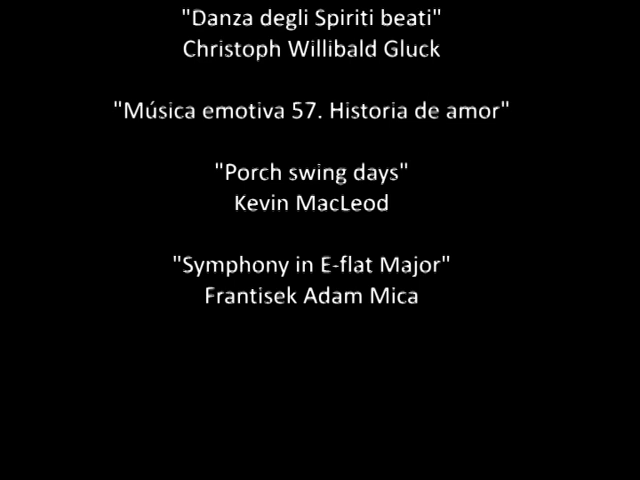 "Danza degli Spiriti beati"
Christoph Willibald Gluck
"Música emotiva 57. Historia de amor"
"Porch swing days"
Kevin MacLeod
"Symphony in E-flat Major"
Frantisek Adam Mica